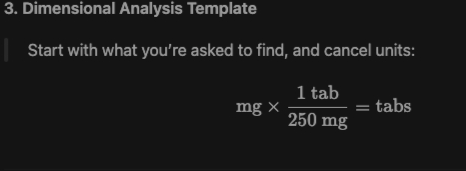 3. Dimensional Analysis Template
Start with what you're asked to find, and cancel units:
mg × 1 tab / 250 mg = tabs